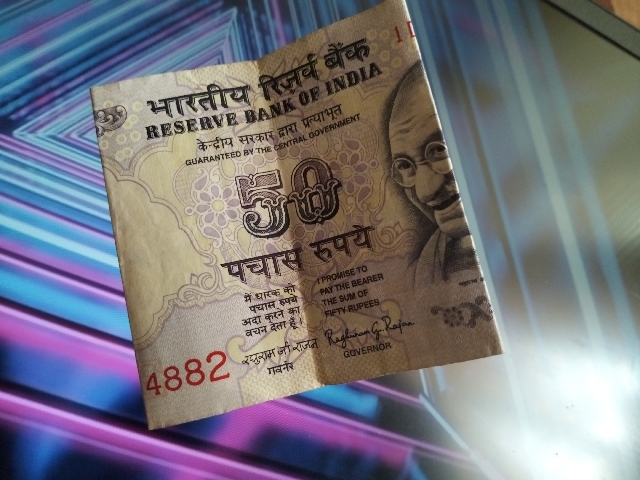 भारतीय रिज़र्व बैंक
RESERVE BANK OF INDIA
केन्द्रीय सरकार द्वारा प्रत्याभूत
GUARANTEED BY THE CENTRAL GOVERNMENT
50
पचास रुपये
मैं धारक को
पचास रुपये
अदा करने का
वचन देता हूँ।
I PROMISE TO
PAY THE BEARER
THE SUM OF
FIFTY RUPEES
रघुराम जी राजन
गवर्नर
Raghuram G. Rajan
GOVERNOR
4882